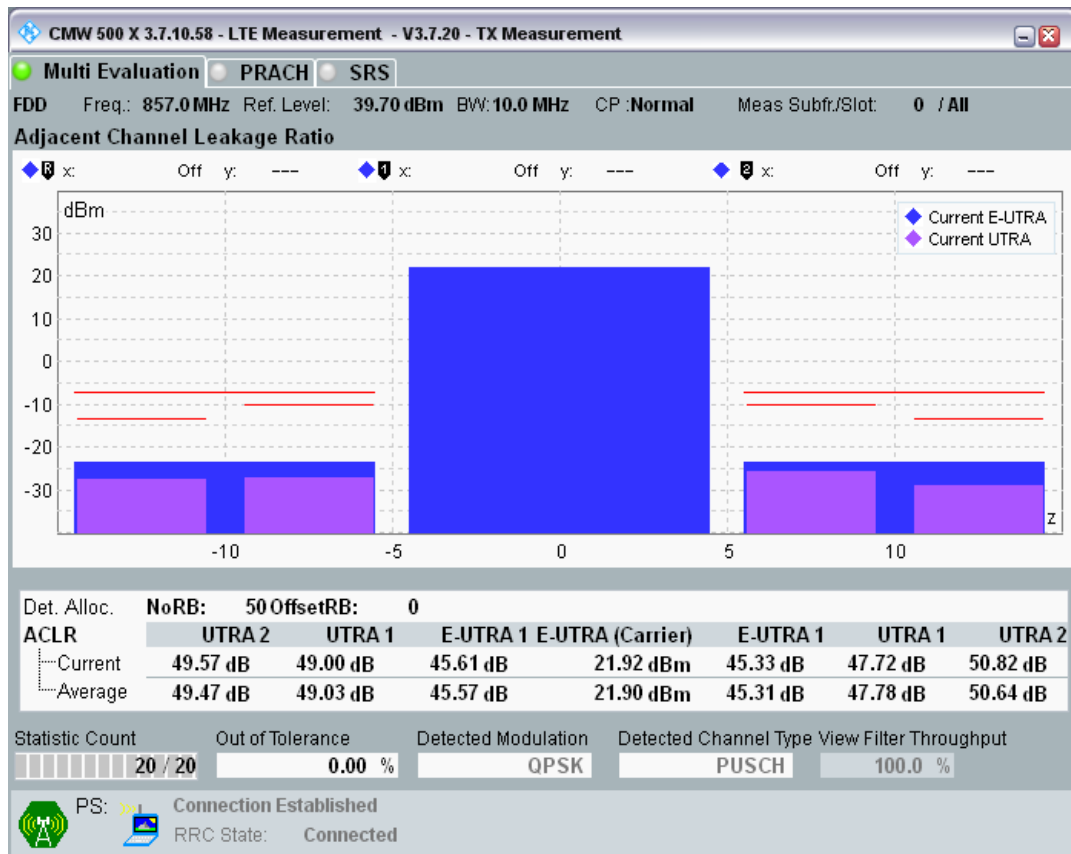 CMW 500 X 3.7.10.58 - LTE Measurement - V3.7.20 - TX Measurement
Multi Evaluation PRACH SRS
FDD Freq.: 857.0 MHz Ref. Level: 39.70 dBm BW: 10.0 MHz CP :Normal Meas Subfr./Slot: 0 / All
Adjacent Channel Leakage Ratio
R x: Off y: --- 1 x: Off y: --- 2 x: Off y: ---
dBm
Current E-UTRA
Current UTRA
30
20
10
0
-10
-20
-30
z
-10 -5 0 5 10
Det. Alloc. NoRB: 50 OffsetRB: 0
ACLR UTRA 2 UTRA 1 E-UTRA 1 E-UTRA (Carrier) E-UTRA 1 UTRA 1 UTRA 2
Current 49.57 dB 49.00 dB 45.61 dB 21.92 dBm 45.33 dB 47.72 dB 50.82 dB
Average 49.47 dB 49.03 dB 45.57 dB 21.90 dBm 45.31 dB 47.78 dB 50.64 dB
Statistic Count Out of Tolerance Detected Modulation Detected Channel Type View Filter Throughput
20 / 20 0.00 % QPSK PUSCH 100.0 %
PS: Connection Established
RRC State: Connected